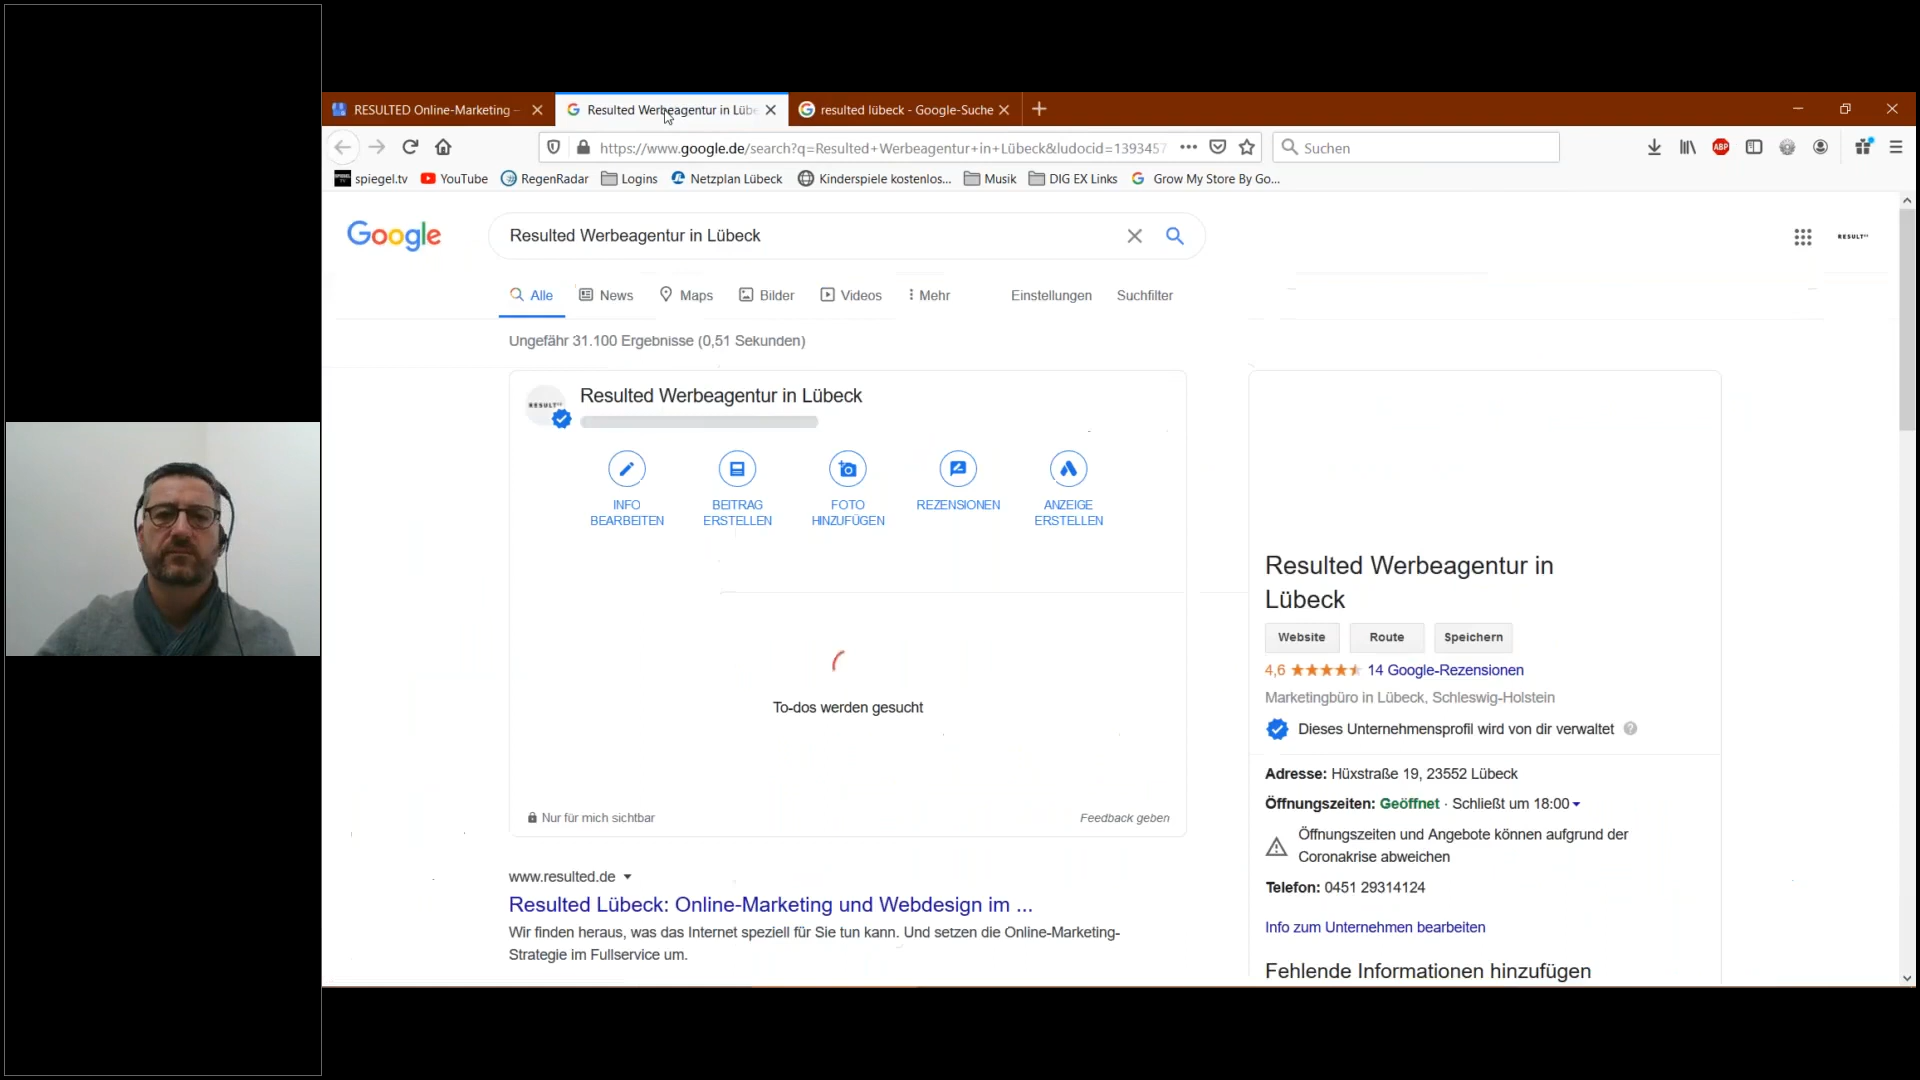 RESULTED Online-Marketing –
Resulted Werbeagentur in Lübe
resulted lübeck - Google-Suche
https://www.google.de/search?q=Resulted+Werbeagentur+in+Lübeck&ludocid=1393457
Suchen
ABP
spiegel.tv
YouTube
RegenRadar
Logins
Netzplan Lübeck
Kinderspiele kostenlos...
Musik
DIG EX Links
Grow My Store By Go...
Google
Resulted Werbeagentur in Lübeck
Alle
News
Maps
Bilder
Videos
Mehr
Einstellungen
Suchfilter
Ungefähr 31.100 Ergebnisse (0,51 Sekunden)
Resulted Werbeagentur in Lübeck
INFO
BEARBEITEN
BEITRAG
ERSTELLEN
FOTO
HINZUFÜGEN
REZENSIONEN
ANZEIGE
ERSTELLEN
To-dos werden gesucht
Nur für mich sichtbar
Feedback geben
www.resulted.de
Resulted Lübeck: Online-Marketing und Webdesign im ...
Wir finden heraus, was das Internet speziell für Sie tun kann. Und setzen die Online-Marketing-
Strategie im Fullservice um.
Resulted Werbeagentur in
Lübeck
Website
Route
Speichern
4,6 14 Google-Rezensionen
Marketingbüro in Lübeck, Schleswig-Holstein
Dieses Unternehmensprofil wird von dir verwaltet
Adresse: Hüxstraße 19, 23552 Lübeck
Öffnungszeiten: Geöffnet · Schließt um 18:00
Öffnungszeiten und Angebote können aufgrund der
Coronakrise abweichen
Telefon: 0451 29314124
Info zum Unternehmen bearbeiten
Fehlende Informationen hinzufügen